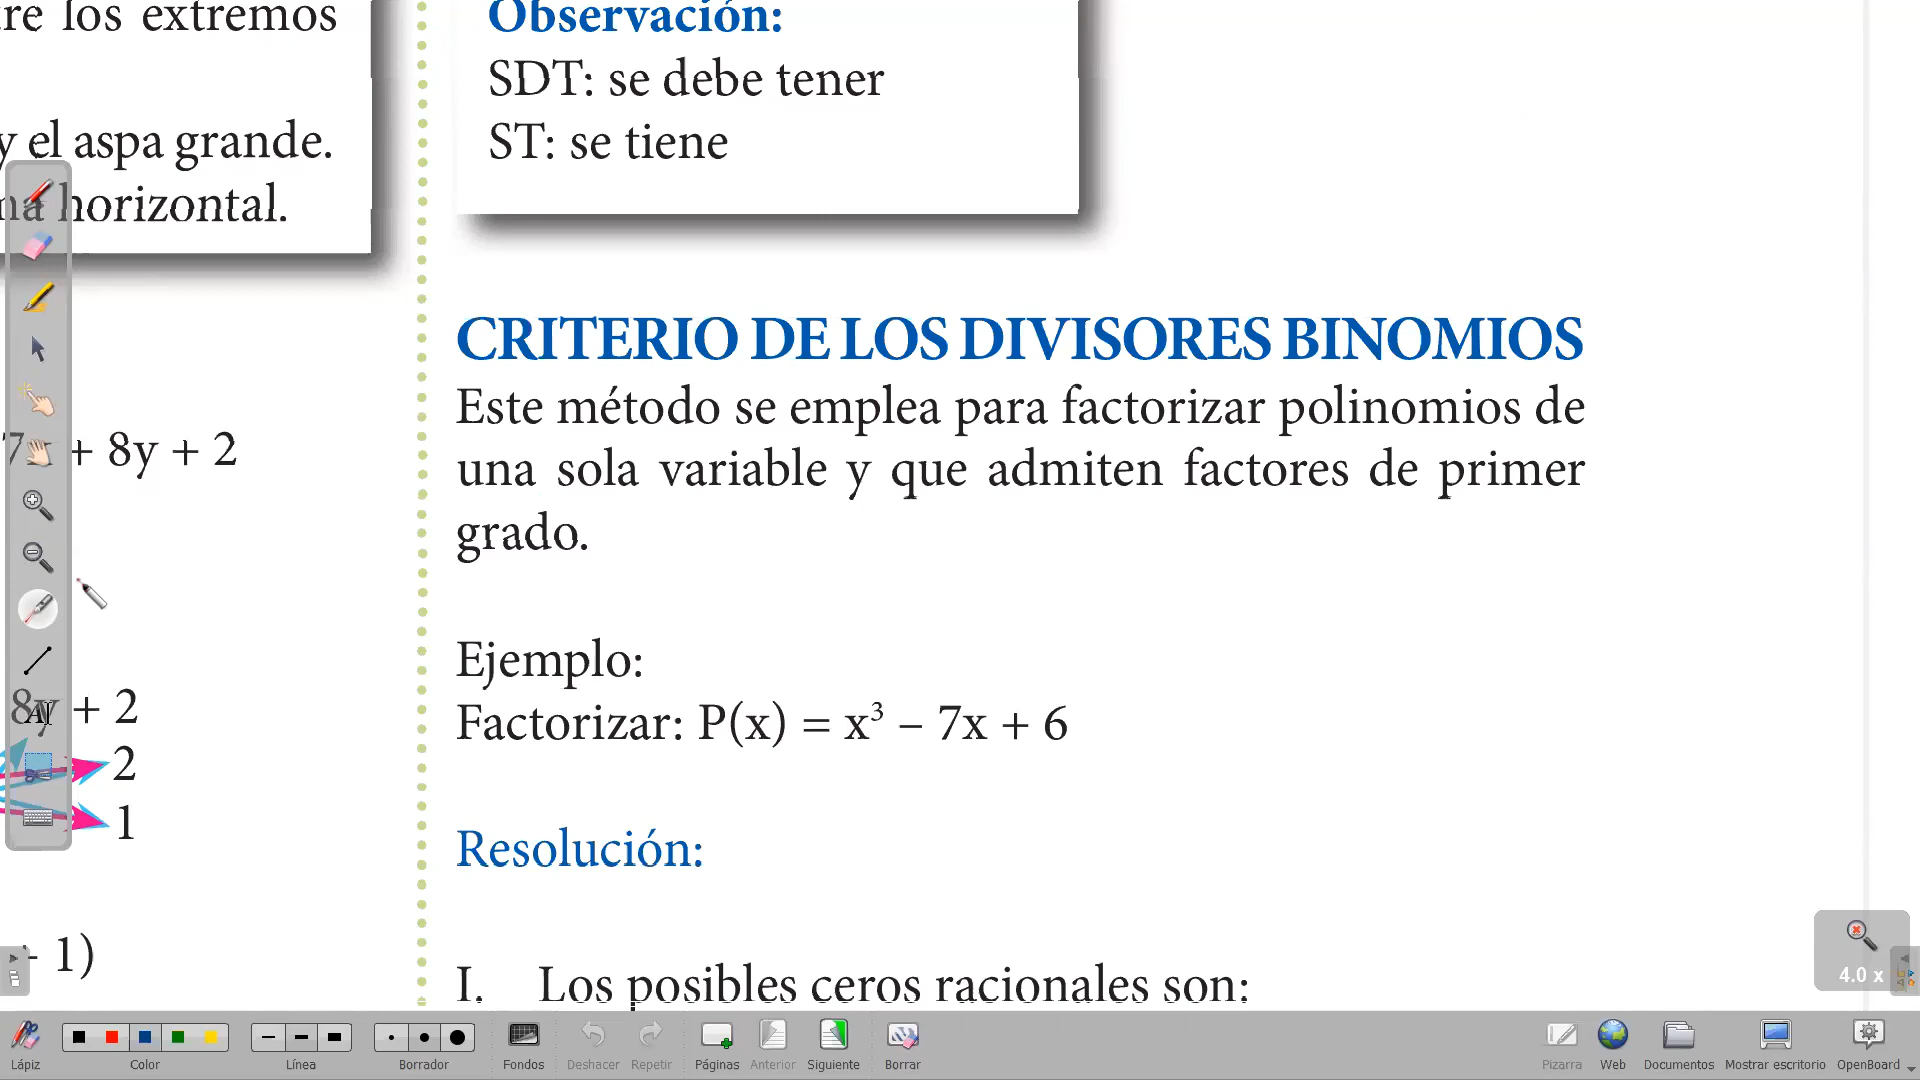 re los extremos
y el aspa grande.
horizontal.
+ 8y + 2
8y + 2
2
1
- 1)
Observación:
SDT: se debe tener
ST: se tiene
CRITERIO DE LOS DIVISORES BINOMIOS
Este método se emplea para factorizar polinomios de
una sola variable y que admiten factores de primer
grado.
Ejemplo:
Factorizar: P(x) = x³ – 7x + 6
Resolución:
I. Los posibles ceros racionales son:
4.0 x
Lápiz
Color
Línea
Borrador
Fondos
Deshacer
Repetir
Páginas
Anterior
Siguiente
Borrar
Pizarra
Web
Documentos
Mostrar escritorio
OpenBoard